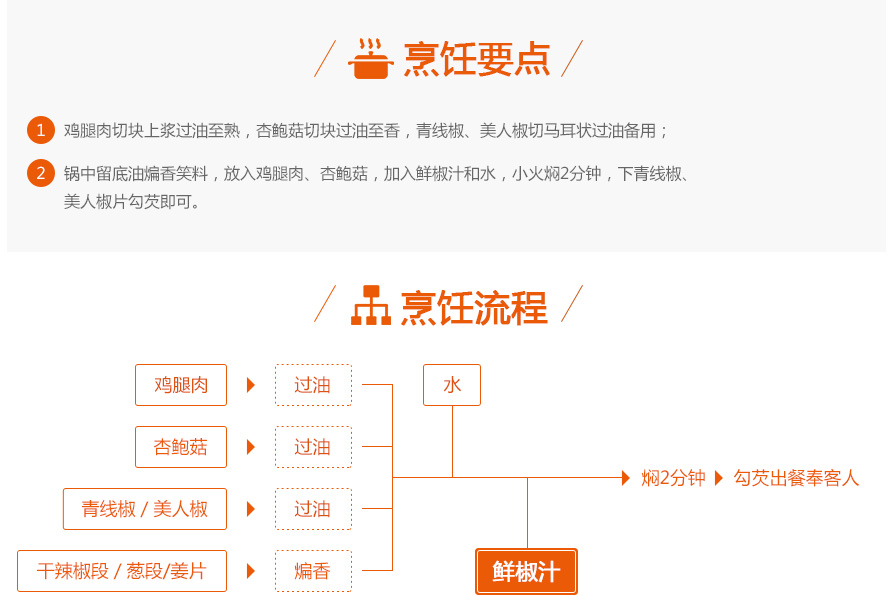 烹饪要点
1 鸡腿肉切块上浆过油至熟，杏鲍菇切块过油至香，青线椒、美人椒切马耳状过油备用；
2 锅中留底油煸香笑料，放入鸡腿肉、杏鲍菇，加入鲜椒汁和水，小火焖2分钟，下青线椒、
美人椒片勾芡即可。
烹饪流程
鸡腿肉 过油 水
杏鲍菇 过油
焖2分钟 勾芡出餐奉客人
青线椒 / 美人椒 过油
干辣椒段 / 葱段/姜片 煸香 鲜椒汁